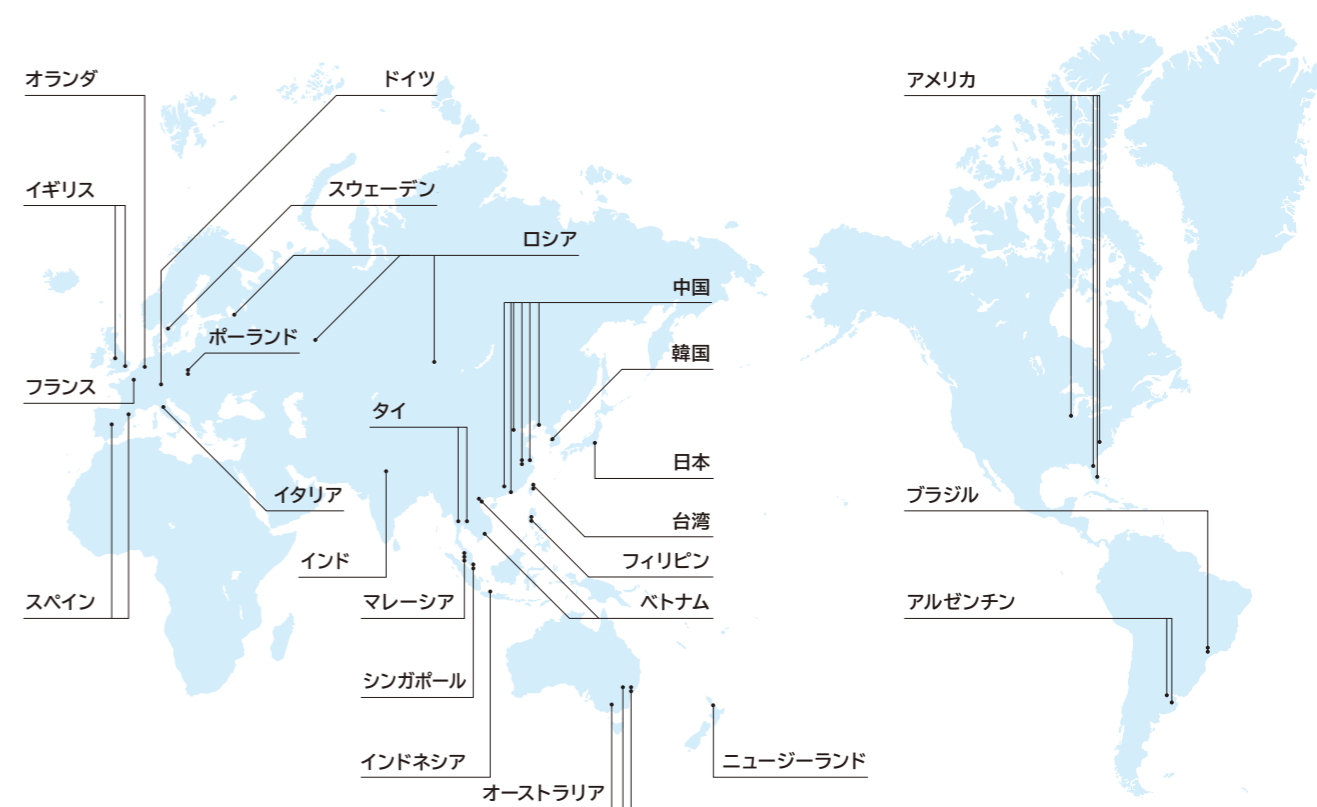 オランダ
ドイツ
アメリカ
イギリス
スウェーデン
ロシア
中国
ポーランド
韓国
フランス
タイ
日本
イタリア
ブラジル
台湾
インド
フィリピン
スペイン
マレーシア
ベトナム
アルゼンチン
シンガポール
インドネシア
ニュージーランド
オーストラリア